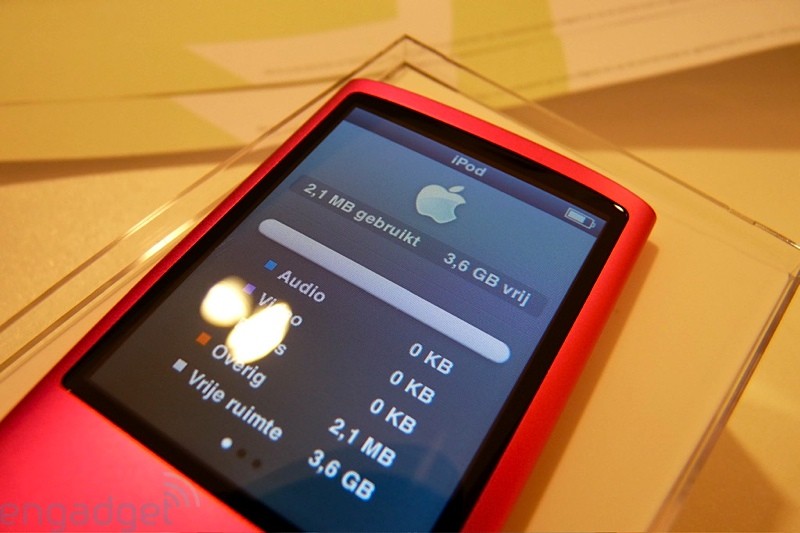 iPod
2,1 MB gebruikt 3,6 GB vrij
Audio 0 KB
0 KB
0 KB
Overig 2,1 MB
Vrije ruimte 3,6 GB
engadget